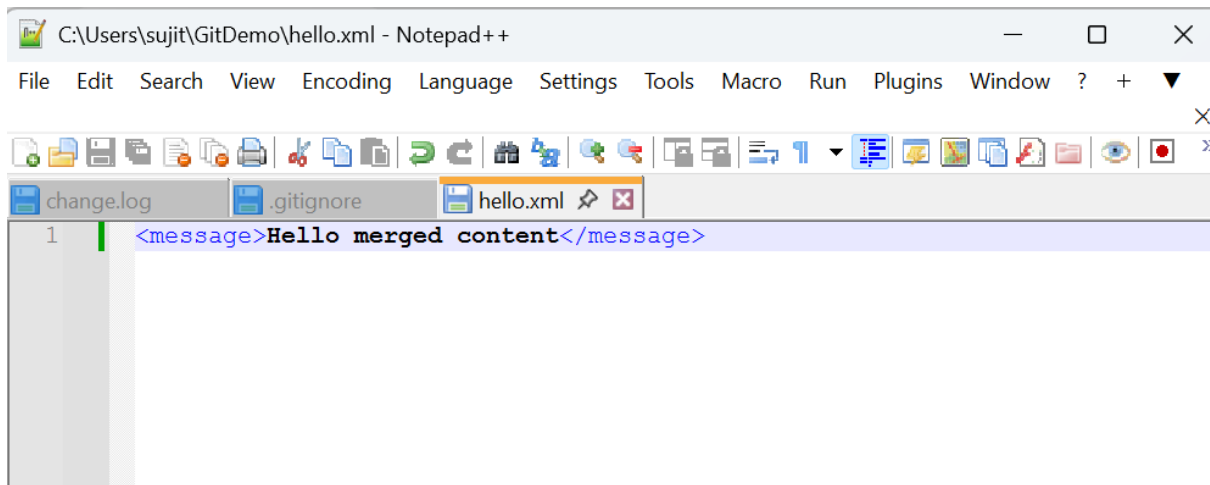 C:\Users\sujit\GitDemo\hello.xml - Notepad++
File Edit Search View Encoding Language Settings Tools Macro Run Plugins Window ? + ▼
change.log .gitignore hello.xml
1 <message>Hello merged content</message>